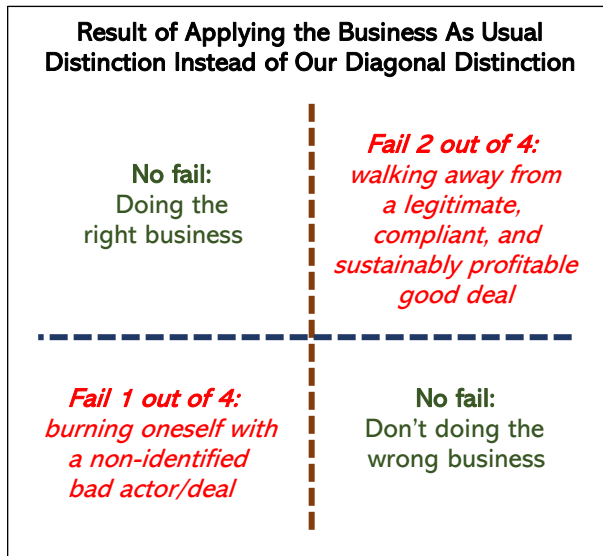 Result of Applying the Business As Usual
Distinction Instead of Our Diagonal Distinction
No fail:
Doing the
right business
Fail 2 out of 4:
walking away from
a legitimate,
compliant, and
sustainably profitable
good deal
Fail 1 out of 4:
burning oneself with
a non-identified
bad actor/deal
No fail:
Don’t doing the
wrong business